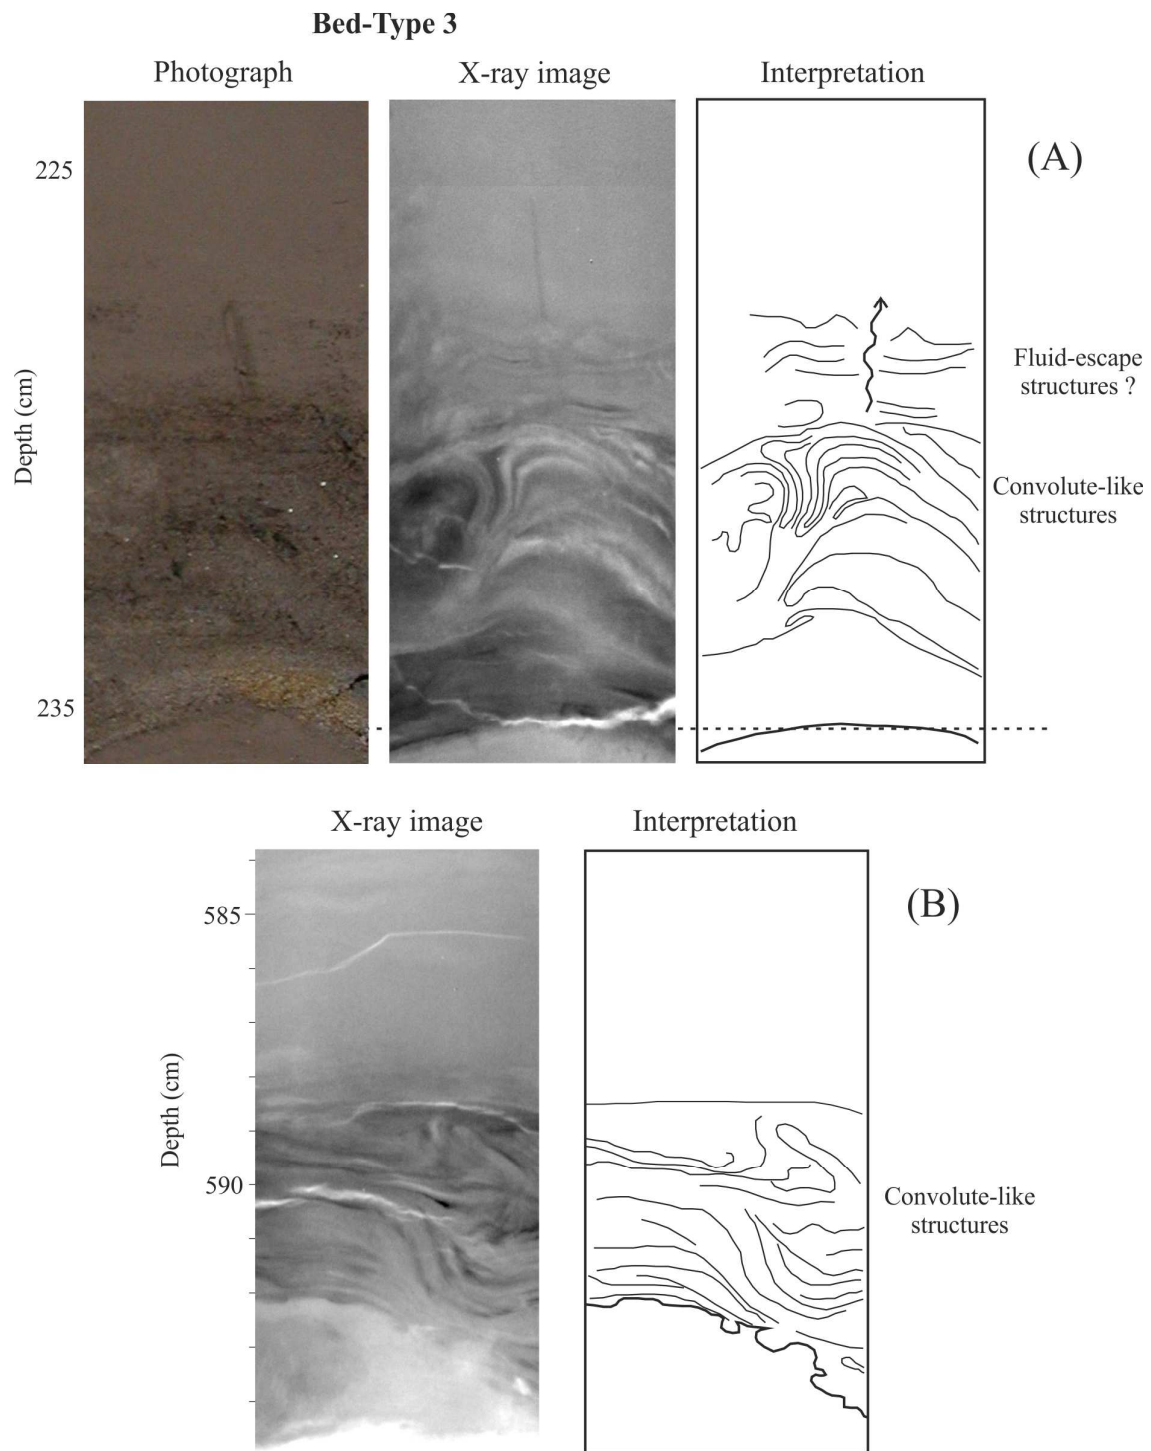 Bed-Type 3
Photograph
X-ray image
Interpretation
(A)
225
Depth (cm)
Fluid-escape
structures ?
Convolute-like
structures
235
X-ray image
Interpretation
(B)
585
Depth (cm)
590
Convolute-like
structures